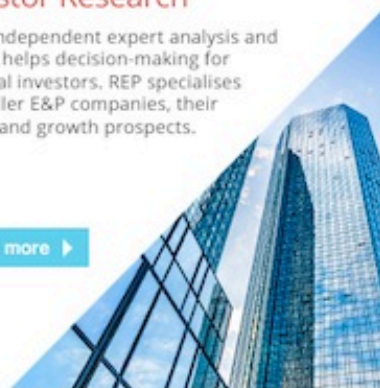 stor Research
ndependent expert analysis and
helps decision-making for
al investors. REP specialises
ller E&P companies, their
and growth prospects.
more